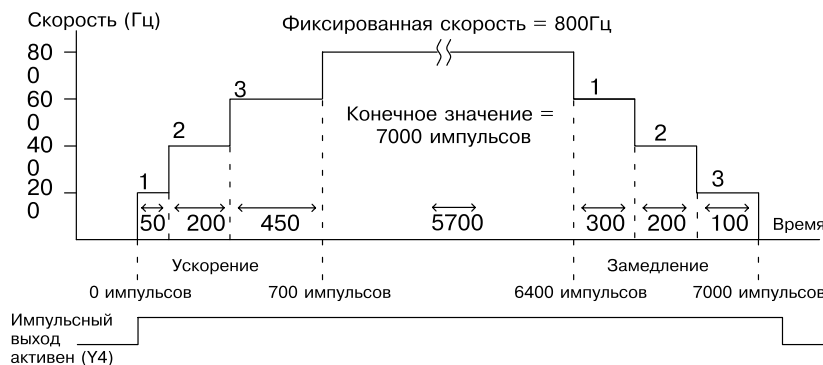 Скорость (Гц)
Фиксированная скорость = 800Гц
80
0
60
0
40
0
20
0
1
2
3
Конечное значение =
7000 импульсов
1
2
3
50
200
450
5700
300
200
100
Время
Ускорение
Замедление
0 импульсов
700 импульсов
6400 импульсов
7000 импульсов
Импульсный
выход
активен (Y4)